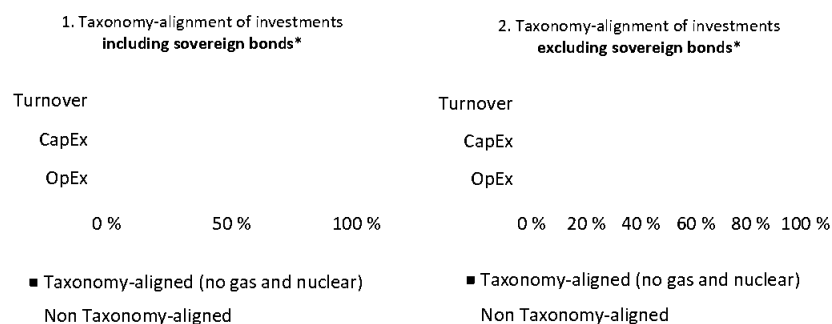 1. Taxonomy-alignment of investments
including sovereign bonds*
Turnover
CapEx
OpEx
0 % 50 % 100 %
■ Taxonomy-aligned (no gas and nuclear)
Non Taxonomy-aligned
2. Taxonomy-alignment of investments
excluding sovereign bonds*
Turnover
CapEx
OpEx
0 % 20 % 40 % 60 % 80 % 100 %
■ Taxonomy-aligned (no gas and nuclear)
Non Taxonomy-aligned